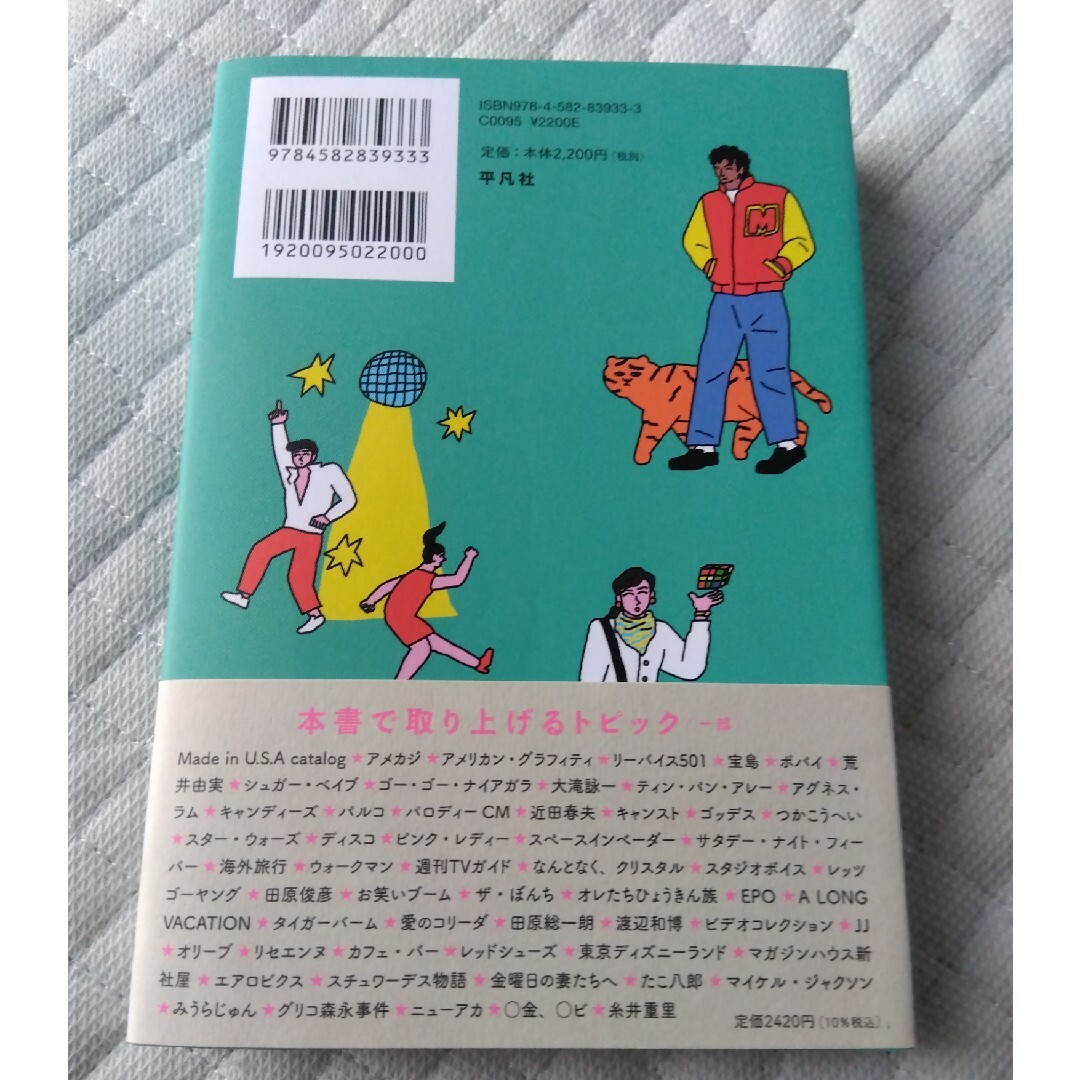 9784582839333
1920095022000
ISBN978-4-582-83933-3
C0095 ¥2200E
定価：本体2,200円（税別）
平凡社
M
本書で取り上げるトピック 一部
Made in U.S.A catalog★アメカジ★アメリカン・グラフィティ★リーバイス501★宝島★ポパイ★荒
井由実★シュガー・ベイブ★ゴー・ゴー・ナイアガラ★大滝詠一★ティン・パン・アレー★アグネス・
ラム★キャンディーズ★パルコ★パロディーCM★近田春夫★キャンスト★ゴッデス★つかこうへい
★スター・ウォーズ★ディスコ★ピンク・レディー★スペースインベーダー★サタデー・ナイト・フィー
バー★海外旅行★ウォークマン★週刊TVガイド★なんとなく、クリスタル★スタジオボイス★レッツ
ゴーヤング★田原俊彦★お笑いブーム★ザ・ぼんち★オレたちひょうきん族★EPO★A LONG
VACATION★タイガーバーム★愛のコリーダ★田原総一朗★渡辺和博★ビデオコレクション★JJ
★オリーブ★リセエンヌ★カフェ・バー★レッドシューズ★東京ディズニーランド★マガジンハウス新
社屋★エアロビクス★スチュワーデス物語★金曜日の妻たちへ★たこ八郎★マイケル・ジャクソン
★みうらじゅん★グリコ森永事件★ニューアカ★〇金、〇ビ★糸井重里
定価2420円［10％税込］